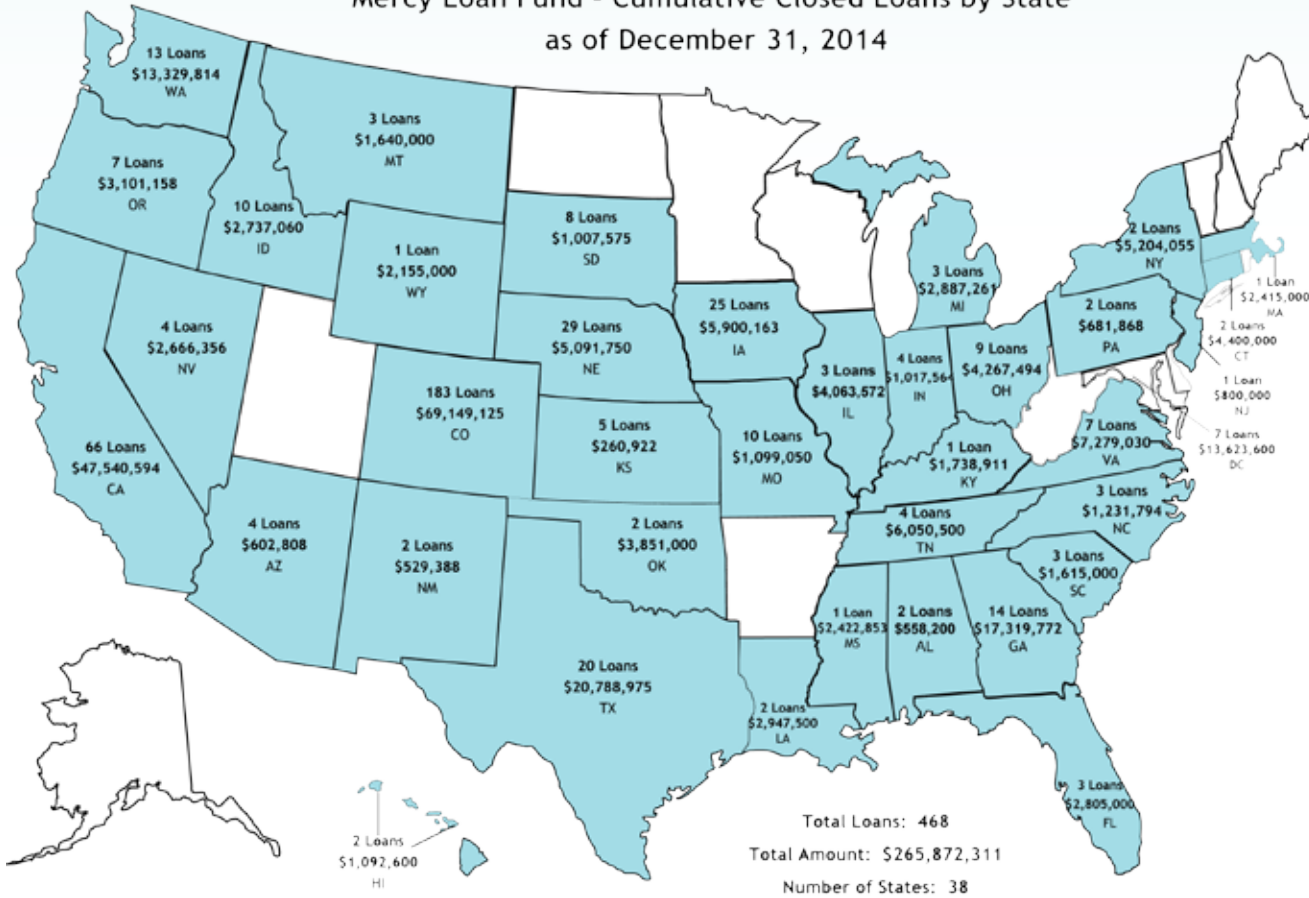 Mercy Loan Fund - Cumulative Closed Loans by State
as of December 31, 2014
13 Loans
$13,329,814
WA
3 Loans
$1,640,000
MT
7 Loans
$3,101,158
OR
10 Loans
$2,737,060
ID
1 Loan
$2,155,000
WY
8 Loans
$1,007,575
SD
4 Loans
$2,666,356
NV
29 Loans
$5,091,750
NE
25 Loans
$5,900,163
IA
3 Loans
$2,887,261
MI
2 Loans
$5,204,055
NY
1 Loan
$2,415,000
MA
2 Loans
$4,400,000
CT
2 Loans
$681,868
PA
1 Loan
$800,000
NJ
66 Loans
$47,540,594
CA
183 Loans
$69,149,125
CO
5 Loans
$260,922
KS
10 Loans
$1,099,050
MO
3 Loans
$4,063,572
IL
4 Loans
$1,017,564
IN
9 Loans
$4,267,494
OH
1 Loan
$1,738,911
KY
7 Loans
$7,279,030
VA
7 Loans
$13,623,600
DC
4 Loans
$602,808
AZ
2 Loans
$529,388
NM
2 Loans
$3,851,000
OK
4 Loans
$6,050,500
TN
3 Loans
$1,231,794
NC
3 Loans
$1,615,000
SC
20 Loans
$20,788,975
TX
2 Loans
$2,947,500
LA
1 Loan
$2,422,853
MS
2 Loans
$558,200
AL
14 Loans
$17,319,772
GA
3 Loans
$2,805,000
FL
2 Loans
$1,092,600
HI
Total Loans: 468
Total Amount: $265,872,311
Number of States: 38